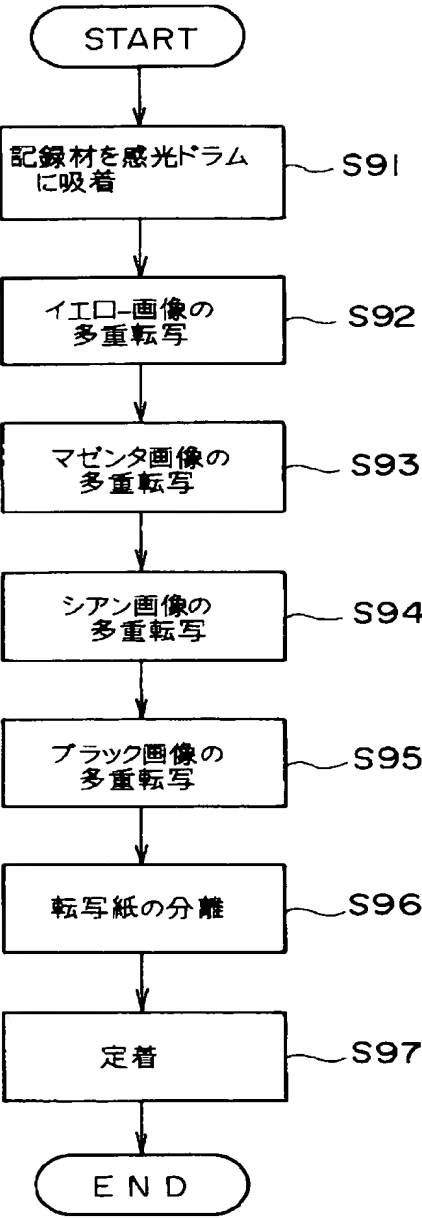 START
記録材を感光ドラム
に吸着
S91
イエロー画像の
多重転写
S92
マゼンタ画像の
多重転写
S93
シアン画像の
多重転写
S94
ブラック画像の
多重転写
S95
転写紙の分離
S96
定着
S97
END